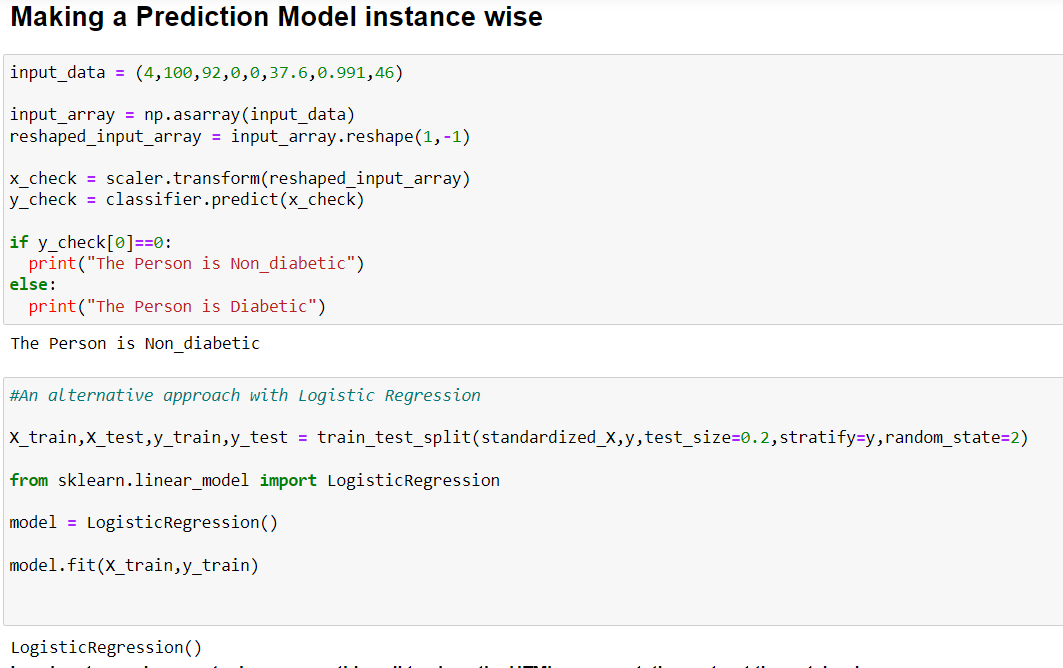 Making a Prediction Model instance wise
input_data = (4,100,92,0,0,37.6,0.991,46)
input_array = np.asarray(input_data)
reshaped_input_array = input_array.reshape(1,-1)
x_check = scaler.transform(reshaped_input_array)
y_check = classifier.predict(x_check)
if y_check[0]==0:
  print("The Person is Non_diabetic")
else:
  print("The Person is Diabetic")
The Person is Non_diabetic
#An alternative approach with Logistic Regression
X_train,X_test,y_train,y_test = train_test_split(standardized_X,y,test_size=0.2,stratify=y,random_state=2)
from sklearn.linear_model import LogisticRegression
model = LogisticRegression()
model.fit(X_train,y_train)
LogisticRegression()